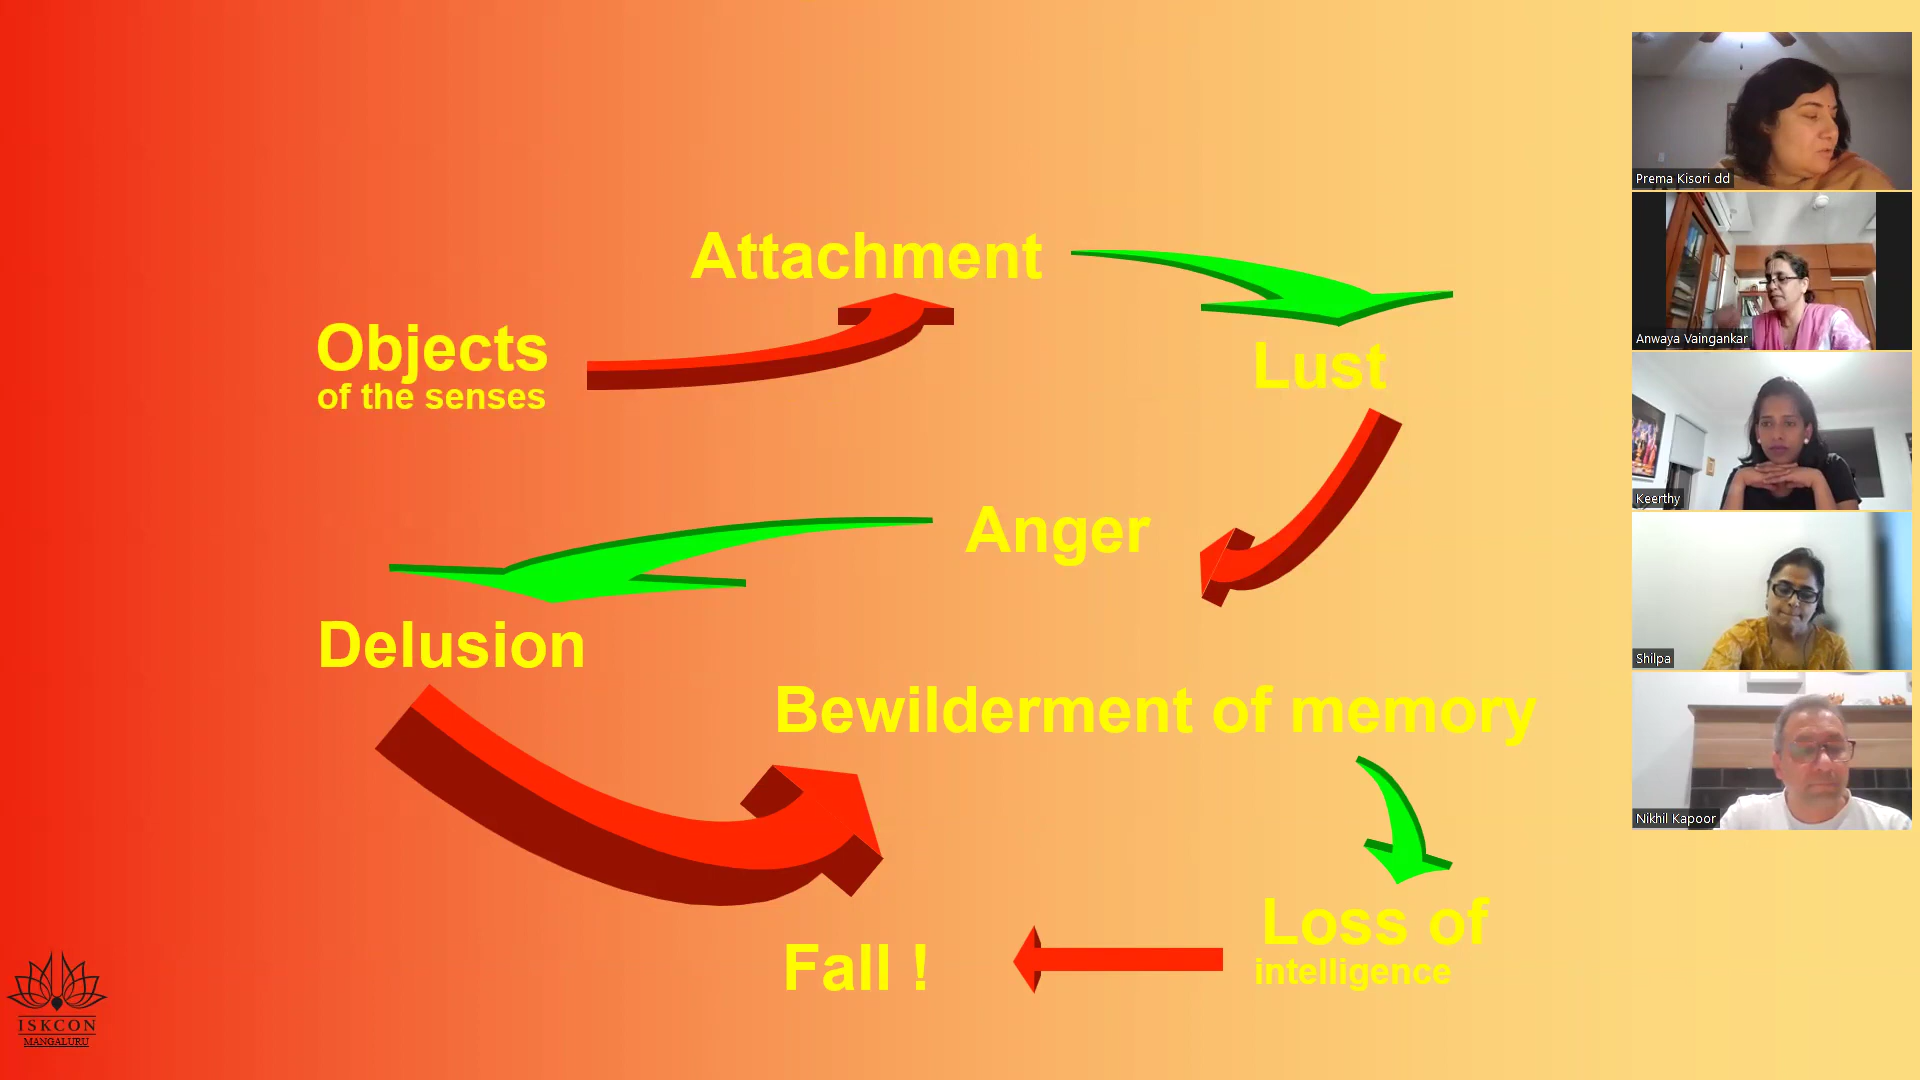 Attachment
Objects
of the senses
Lust
Anger
Delusion
Bewilderment of memory
Loss of
intelligence
Fall !
ISKCON
MANGALURU
Prema Kisori dd
Anwaya Vaingankar
Keerthy
Shilpa
Nikhil Kapoor